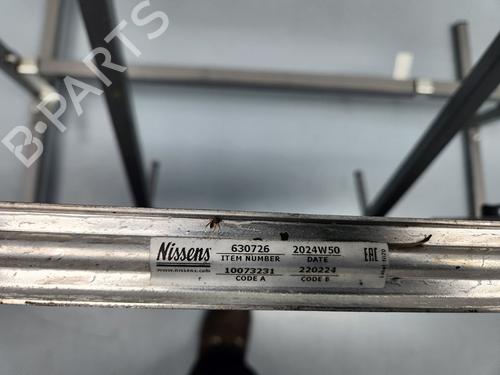 B-PARTS
Nissens
630726
2024W50
ITEM NUMBER
DATE
EAC
www.nissens.com
10073231
220224
CODE A
CODE B